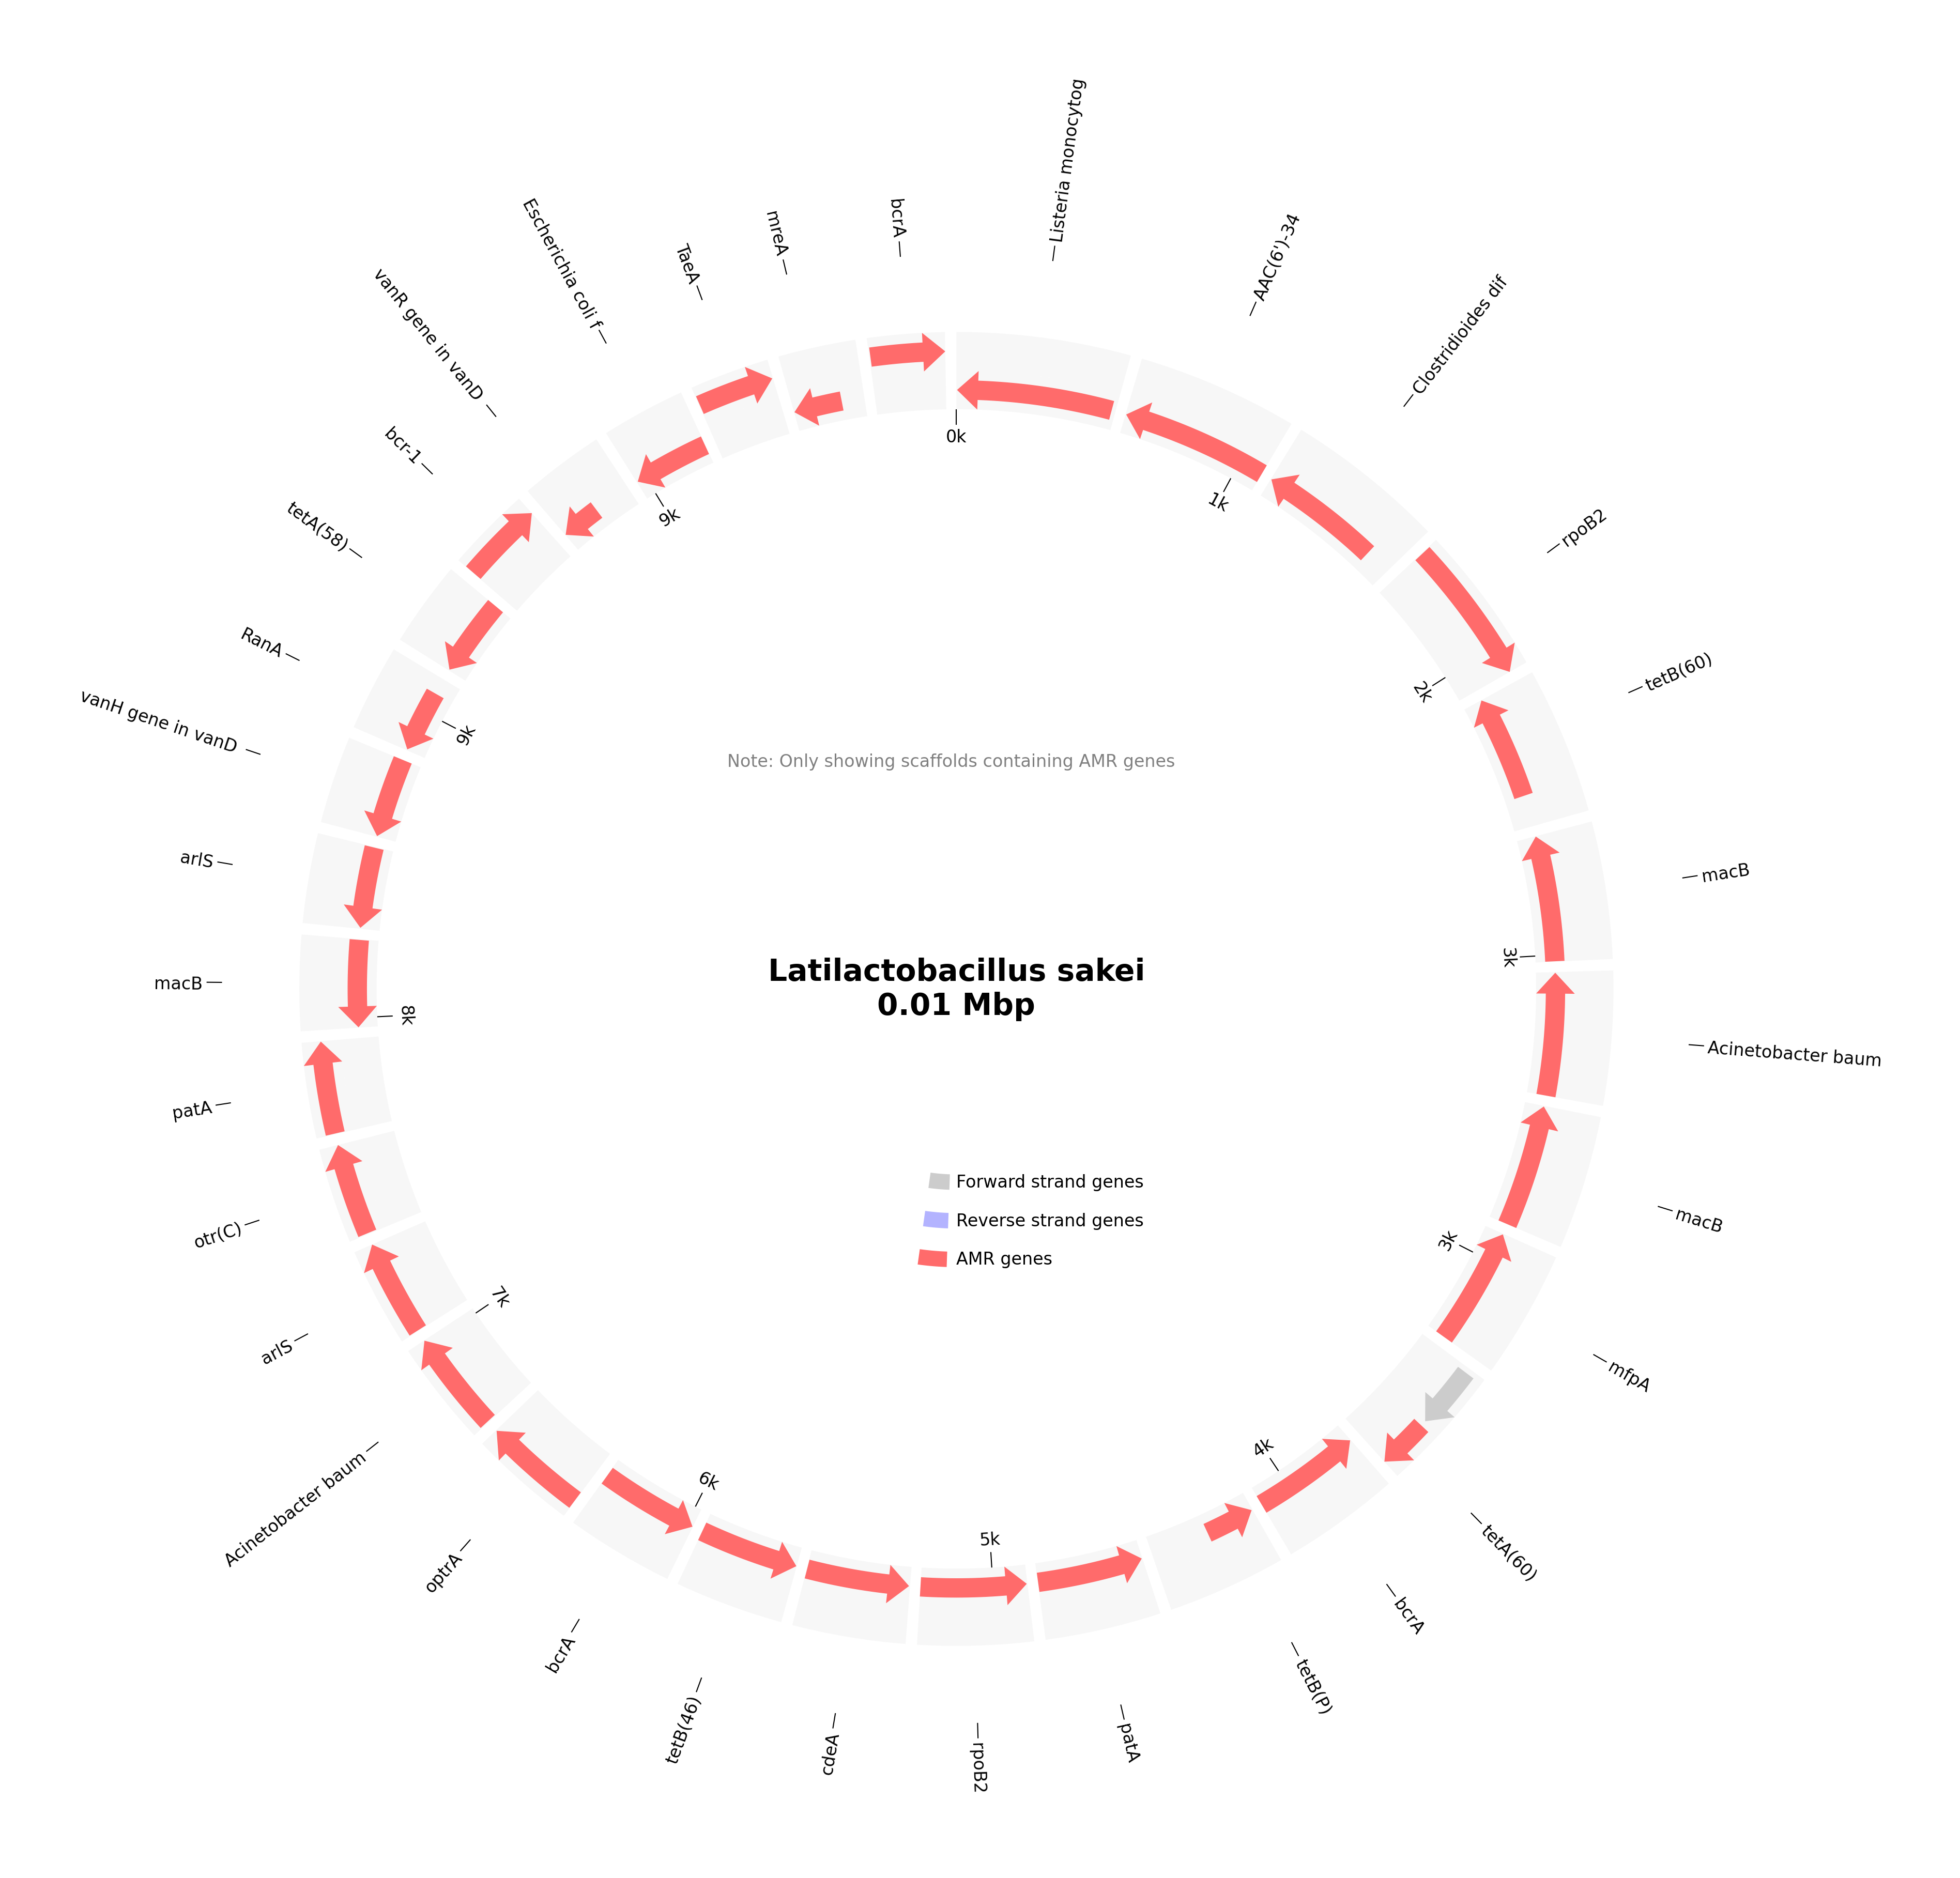 Listeria monocytog
AAC(6')-34
Clostridioides dif
rpoB2
tetB(60)
macB
Acinetobacter baum
macB
mfpA
tetA(60)
bcrA
tetB(P)
patA
rpoB2
cdeA
tetB(46)
bcrA
optrA
Acinetobacter baum
arlS
otr(C)
patA
macB
arlS
vanH gene in vanD
RanA
tetA(58)
bcr-1
vanR gene in vanD
Escherichia coli f
TaeA
mreA
bcrA
0k
1k
2k
3k
3k
4k
5k
6k
7k
8k
9k
9k
Note: Only showing scaffolds containing AMR genes
Latilactobacillus sakei
0.01 Mbp
Forward strand genes
Reverse strand genes
AMR genes